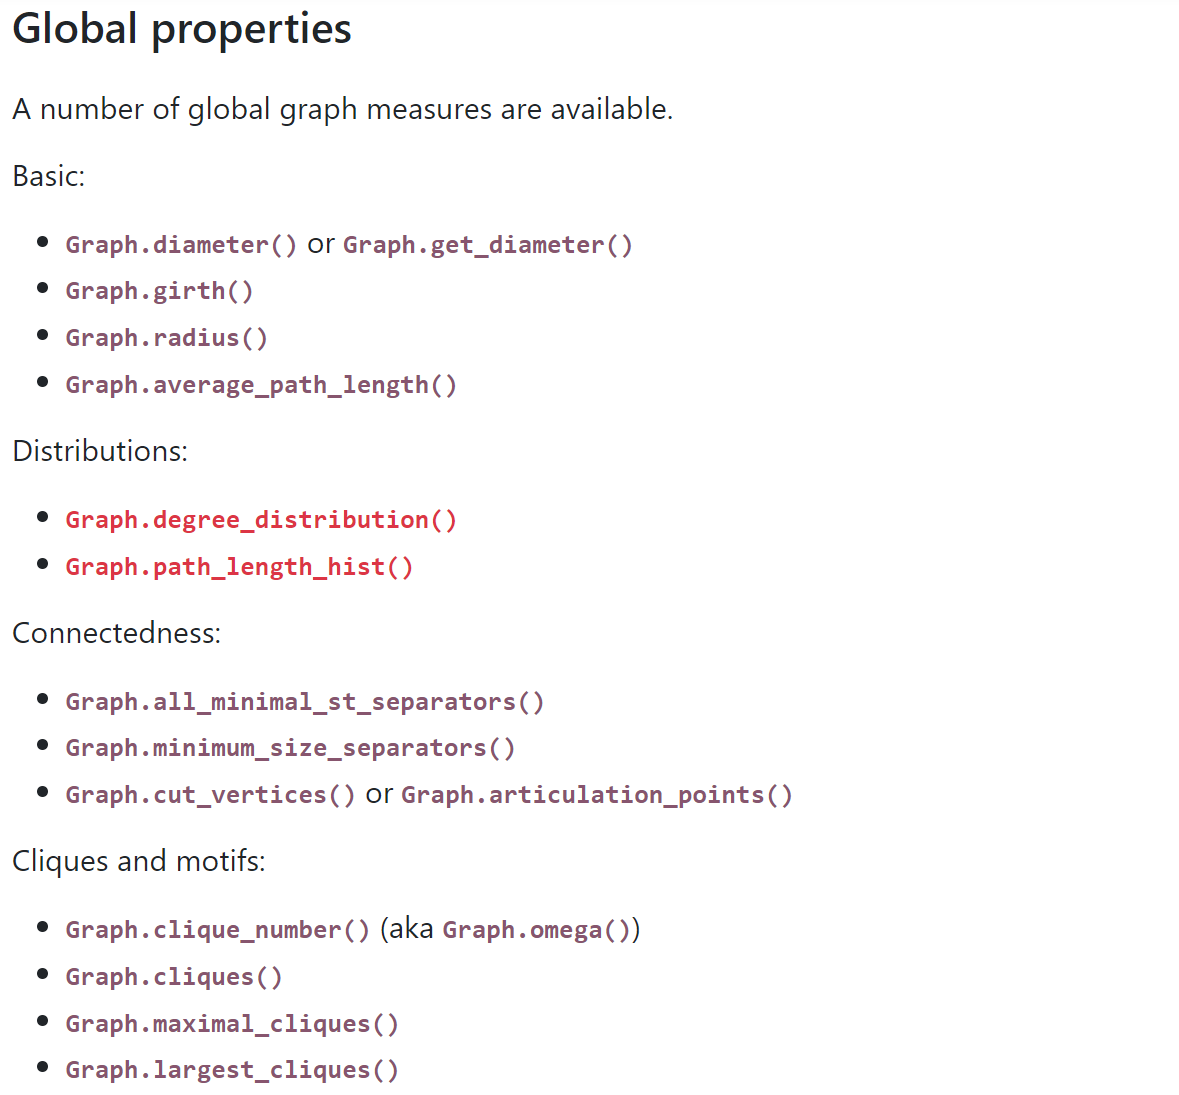 Global properties
A number of global graph measures are available.
Basic:
• Graph.diameter() or Graph.get_diameter()
• Graph.girth()
• Graph.radius()
• Graph.average_path_length()
Distributions:
• Graph.degree_distribution()
• Graph.path_length_hist()
Connectedness:
• Graph.all_minimal_st_separators()
• Graph.minimum_size_separators()
• Graph.cut_vertices() or Graph.articulation_points()
Cliques and motifs:
• Graph.clique_number() (aka Graph.omega())
• Graph.cliques()
• Graph.maximal_cliques()
• Graph.largest_cliques()